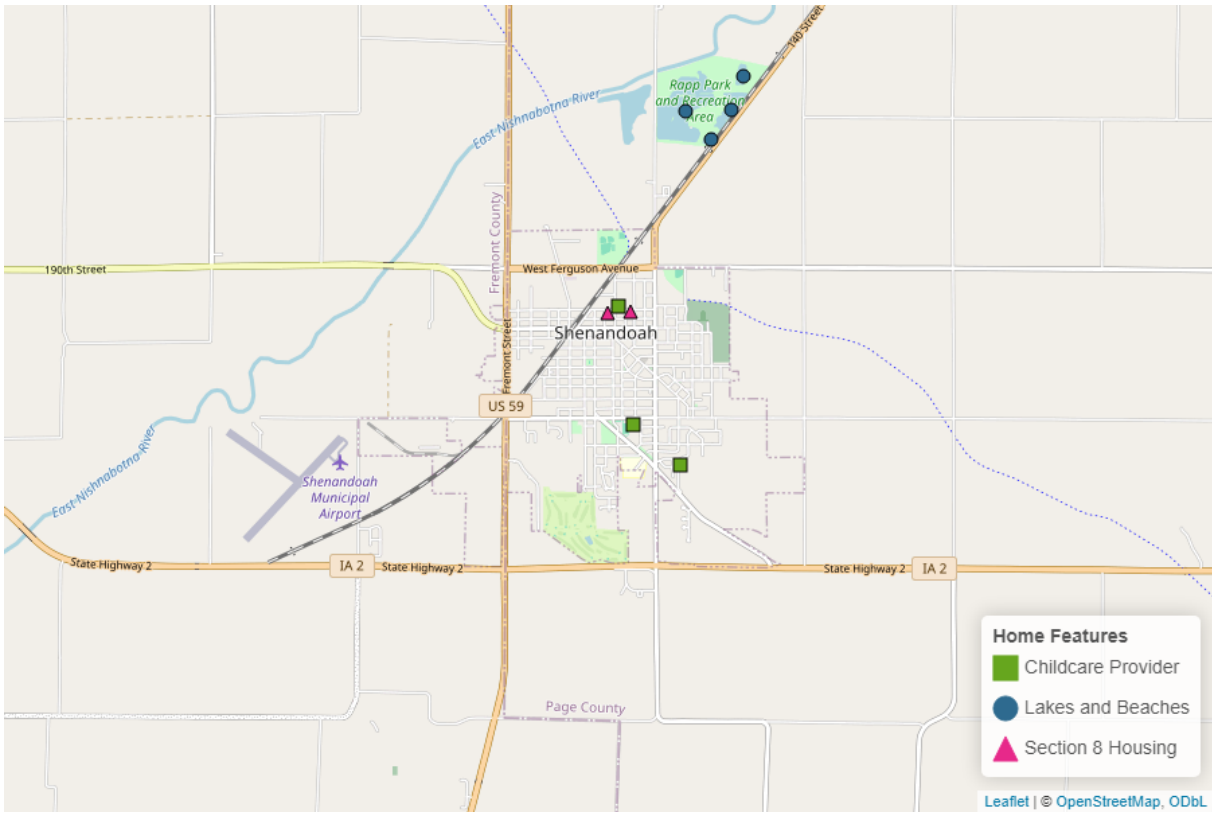 140 Street
Rapp Park
and Recreation
Area
East Nishnabotna River
Fremont County
190th Street
West Ferguson Avenue
Shenandoah
Fremont Street
US 59
East Nishnabotna River
Shenandoah
Municipal
Airport
State Highway 2
IA 2
State Highway 2
State Highway 2
IA 2
Page County
Home Features
Childcare Provider
Lakes and Beaches
Section 8 Housing
Leaflet | © OpenStreetMap, ODbL